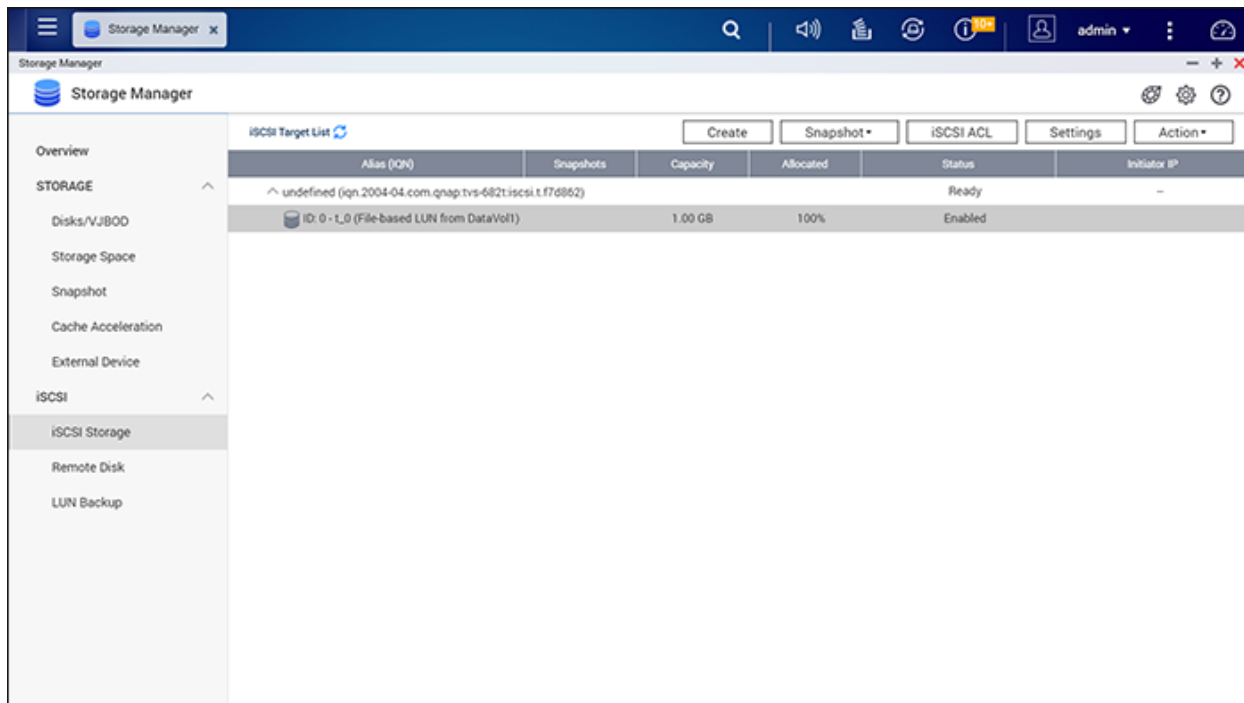 Storage Manager x
10+
admin
Storage Manager
Storage Manager
Overview
STORAGE
Disks/VJBOD
Storage Space
Snapshot
Cache Acceleration
External Device
iSCSI
iSCSI Storage
Remote Disk
LUN Backup
iSCSI Target List
Create Snapshot iSCSI ACL Settings Action
Alias (IQN) Snapshots Capacity Allocated Status Initiator IP
undefined (iqn.2004-04.com.qnap:tvs-682t:iscsi.t.f7d862) Ready --
ID: 0 - t_0 (File-based LUN from DataVol1) 1.00 GB 100% Enabled